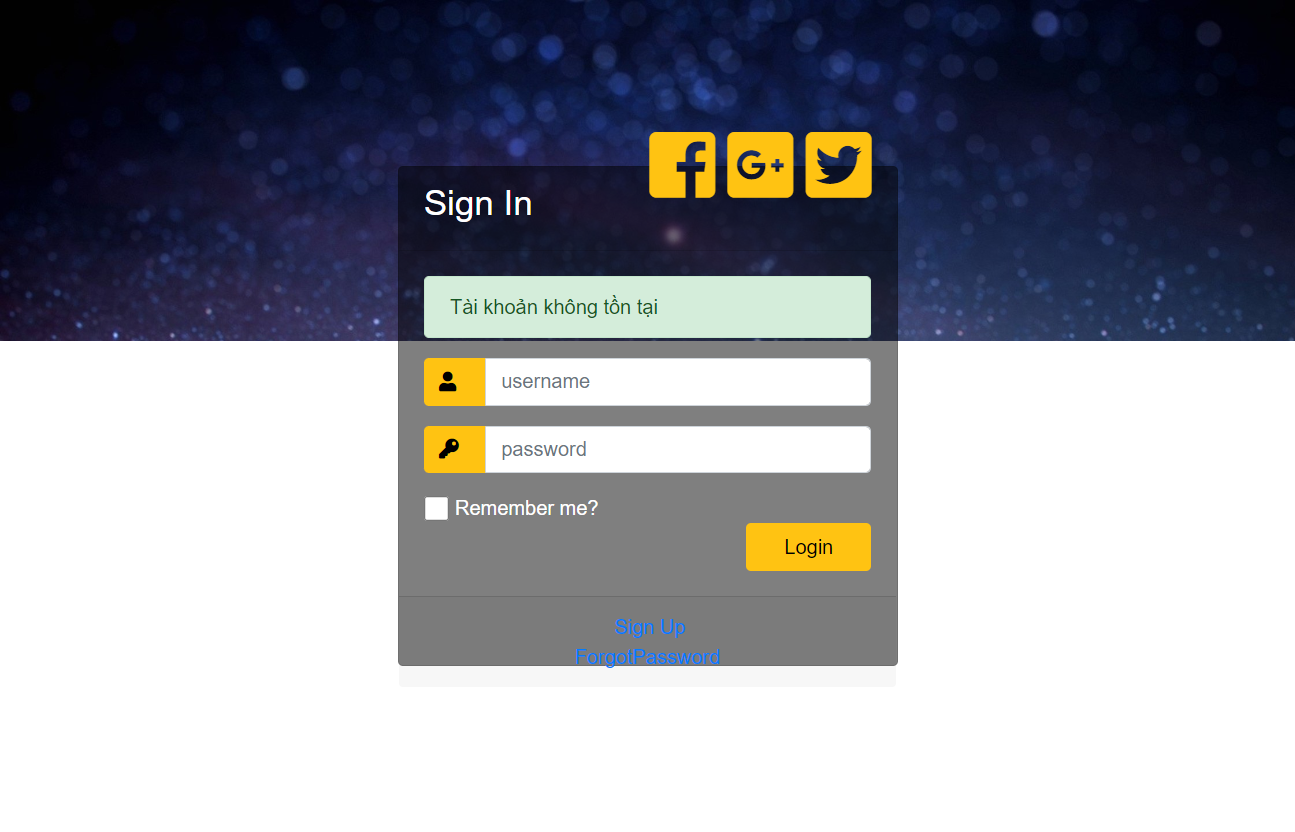 Sign In
Tài khoản không tồn tại
username
password
Remember me?
Login
Sign Up
ForgotPassword